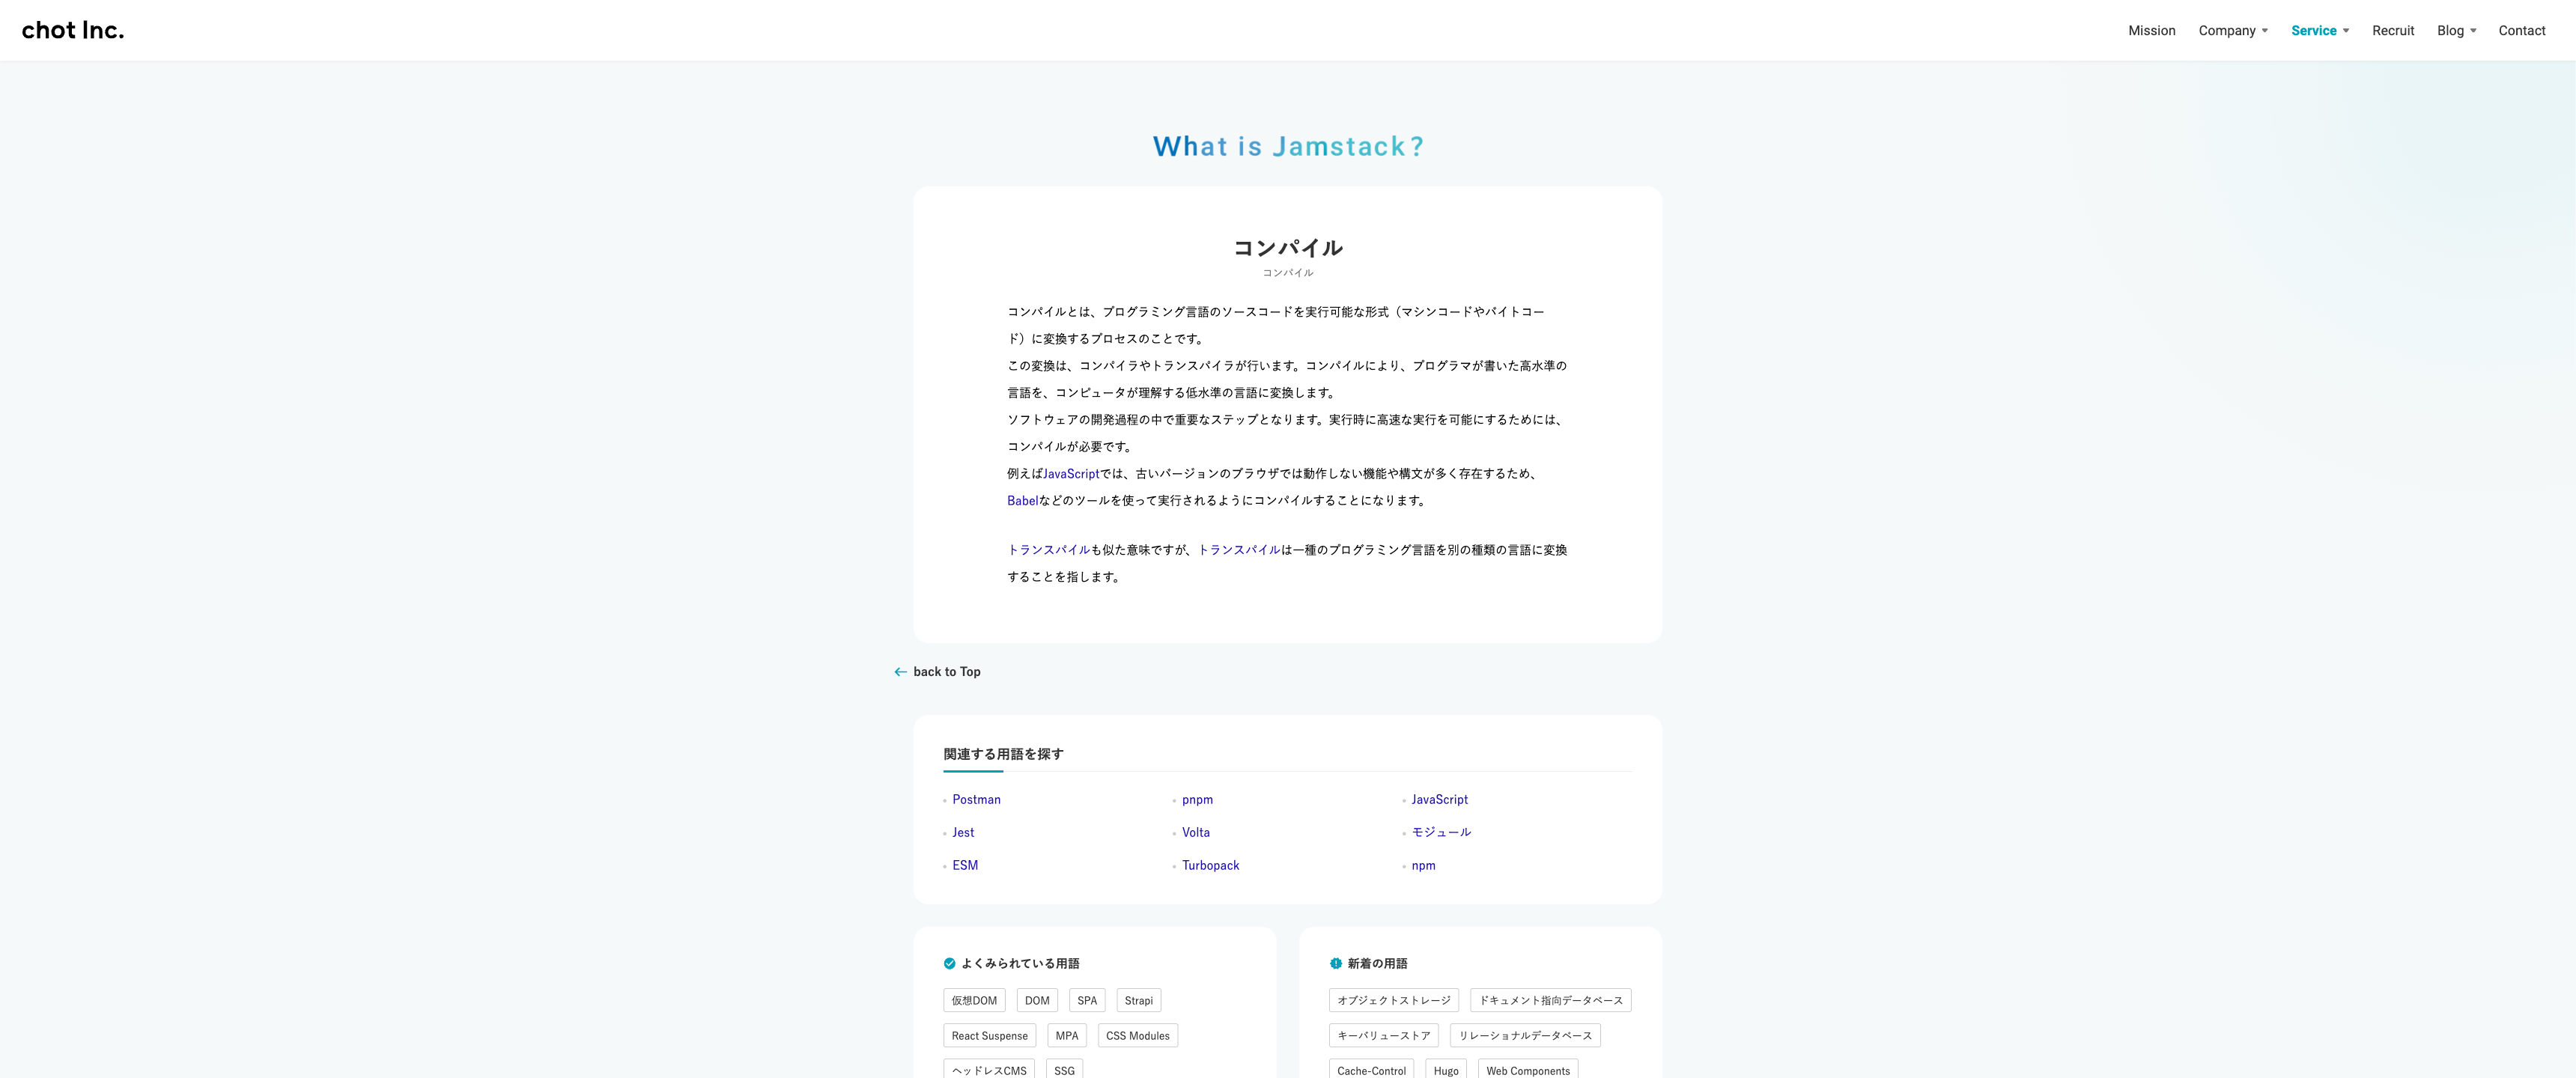 chot Inc.
Mission Company Service Recruit Blog Contact
What is Jamstack?
コンパイル
コンパイル
コンパイルとは、プログラミング言語のソースコードを実行可能な形式（マシンコードやバイトコー
ド）に変換するプロセスのことです。
この変換は、コンパイラやトランスパイラが行います。コンパイルにより、プログラマが書いた高水準の
言語を、コンピュータが理解する低水準の言語に変換します。
ソフトウェアの開発過程の中で重要なステップとなります。実行時に高速な実行を可能にするためには、
コンパイルが必要です。
例えばJavaScriptでは、古いバージョンのブラウザでは動作しない機能や構文が多く存在するため、
Babelなどのツールを使って実行されるようにコンパイルすることになります。
トランスパイルも似た意味ですが、トランスパイルは一種のプログラミング言語を別の種類の言語に変換
することを指します。
back to Top
関連する用語を探す
Postman pnpm JavaScript
Jest Volta モジュール
ESM Turbopack npm
よくみられている用語
仮想DOM DOM SPA Strapi
React Suspense MPA CSS Modules
ヘッドレスCMS SSG
新着の用語
オブジェクトストレージ ドキュメント指向データベース
キーバリューストア リレーショナルデータベース
Cache-Control Hugo Web Components